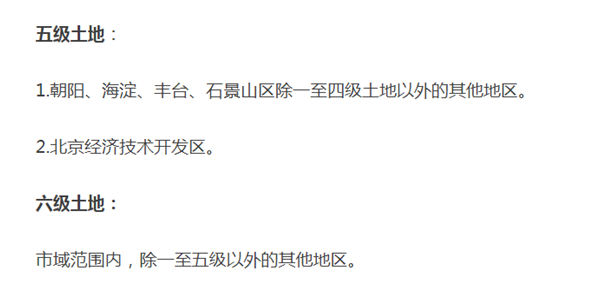 五级土地：
1.朝阳、海淀、丰台、石景山区除一至四级土地以外的其他地区。
2.北京经济技术开发区。
六级土地：
市域范围内，除一至五级以外的其他地区。